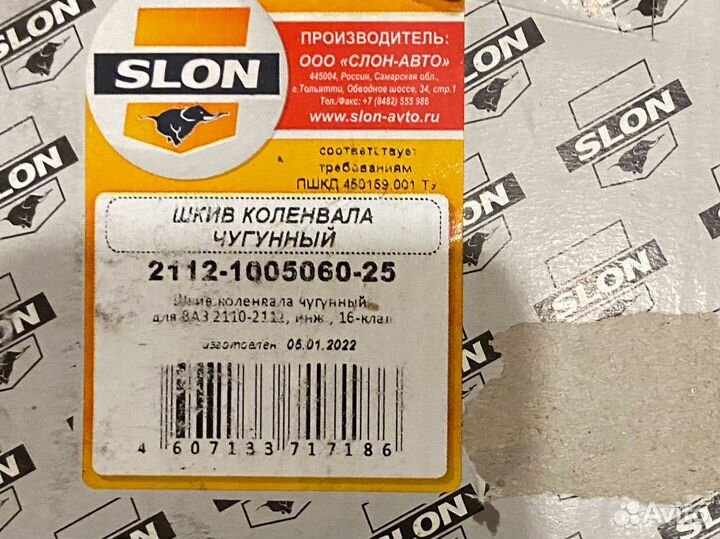 SLON
ПРОИЗВОДИТЕЛЬ:
ООО «СЛОН-АВТО»
445004, Россия, Самарская обл.,
г.Тольятти, Обводное шоссе, 34, стр.1
Тел./Факс: +7 (8482) 555 986
www.slon-avto.ru
соответствует
требованиям
ПШКД 450159.001 ТУ
ШКИВ КОЛЕНВАЛА
ЧУГУННЫЙ
2112-1005060-25
Шкив коленвала чугунный
для ВАЗ 2110-2112, инж., 16-клап
изготовлен 05.01.2022
4 607133 717186
SLON
SLON
SLON
SLON
SLON
SLON
SLON
Avito